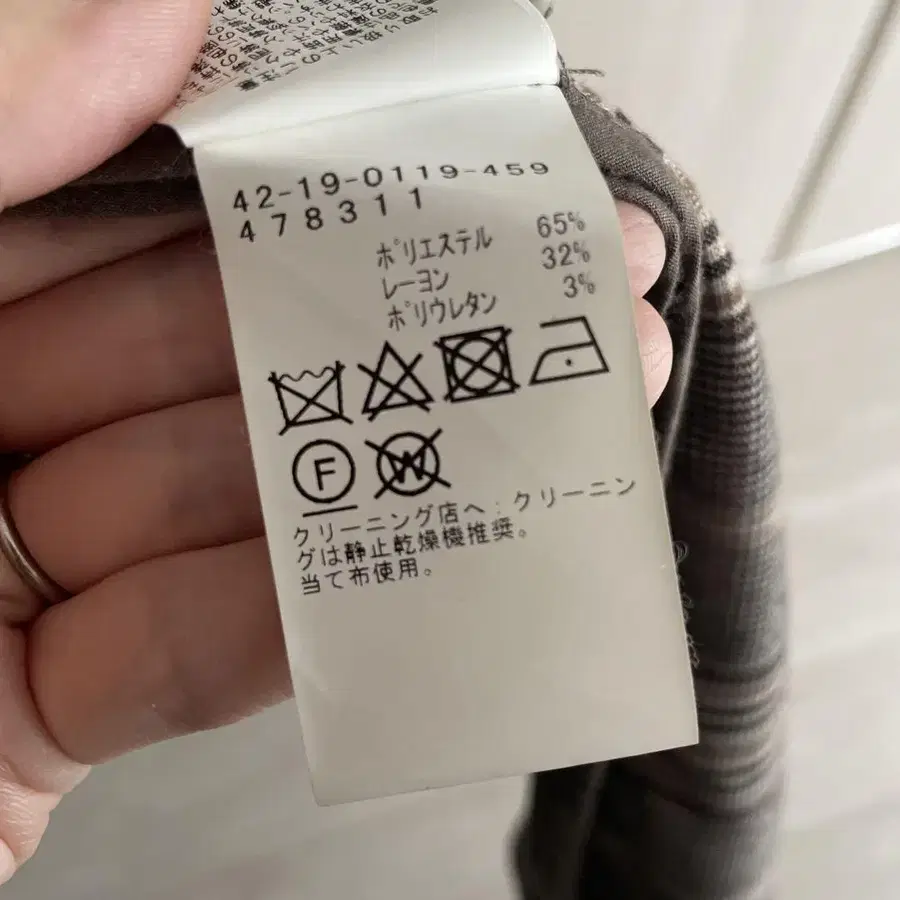 42-19-0119-459
478311
ポリエステル 65%
レーヨン 32%
ポリウレタン 3%
F W
クリーニング店へ:クリーニン
グは静止乾燥機推奨。
当て布使用。